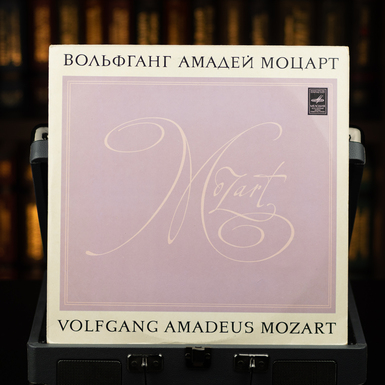 ВОЛЬФГАНГ АМАДЕЙ МОЦАРТ
Mozart
VOLFGANG AMADEUS MOZART